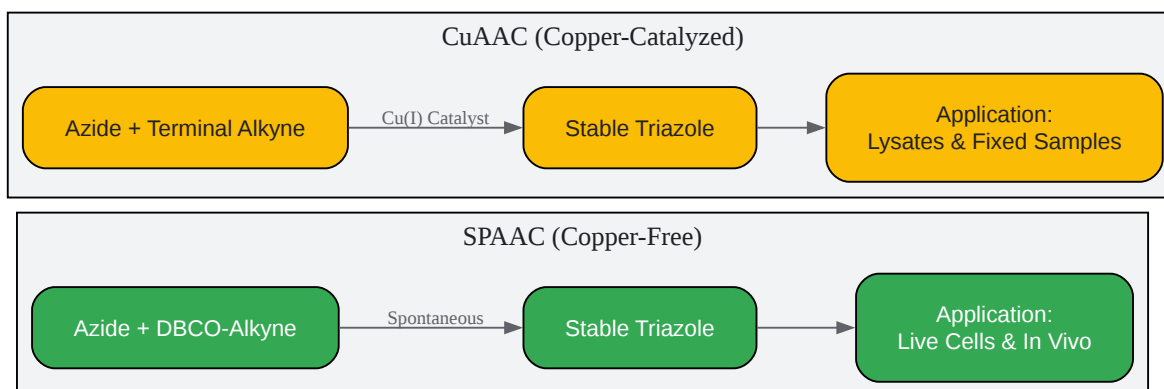 CuAAC (Copper-Catalyzed)
Azide + Terminal Alkyne
Cu(I) Catalyst
Stable Triazole
Application:
Lysates & Fixed Samples
SPAAC (Copper-Free)
Azide + DBCO-Alkyne
Spontaneous
Stable Triazole
Application:
Live Cells & In Vivo